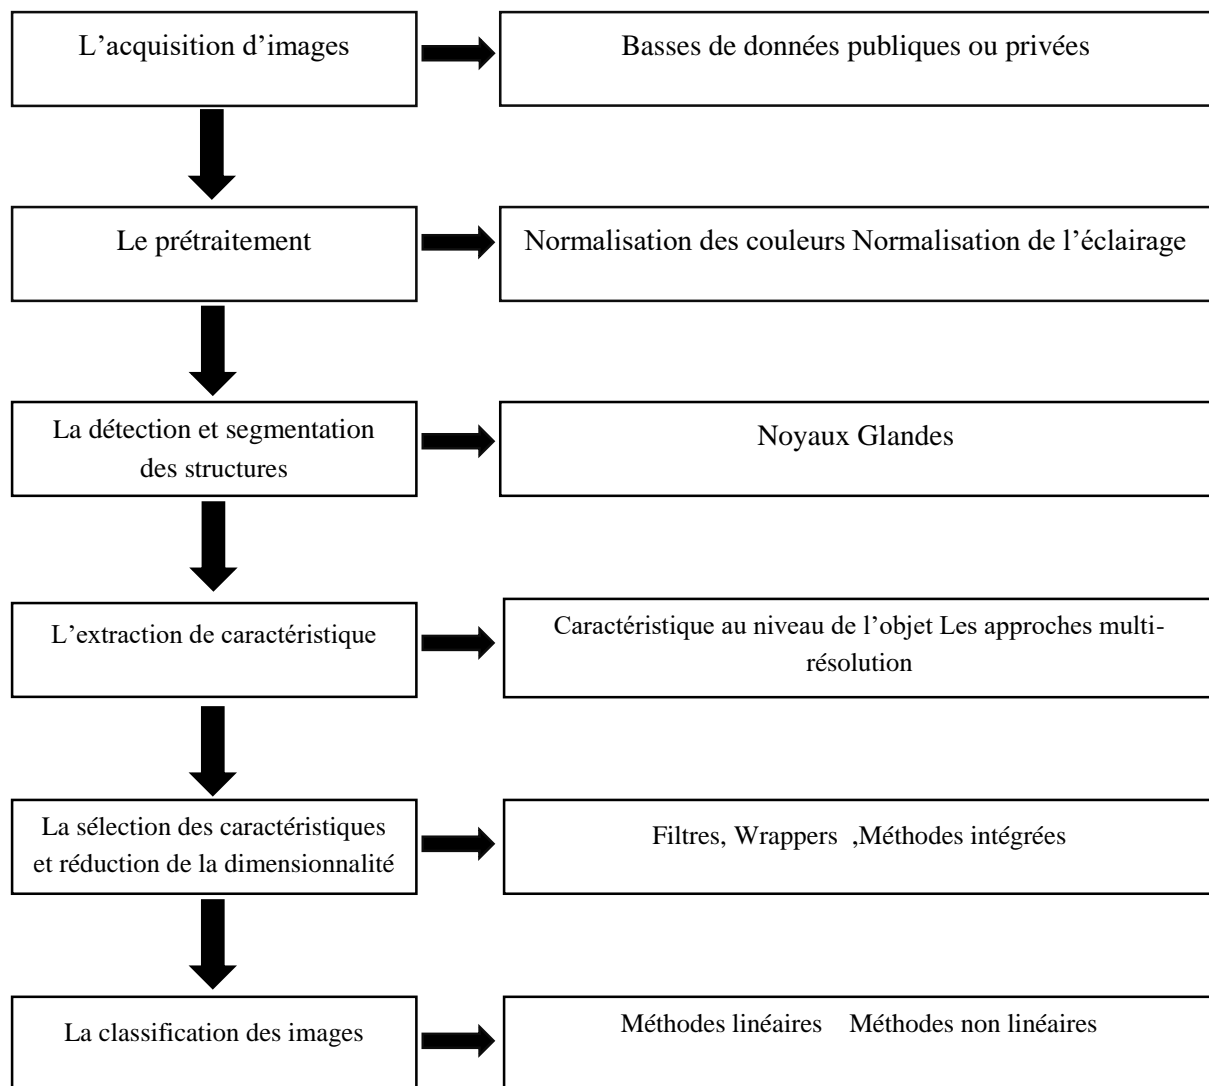 L’acquisition d’images
Basses de données publiques ou privées
Le prétraitement
Normalisation des couleurs Normalisation de l’éclairage
La détection et segmentation
des structures
Noyaux Glandes
L’extraction de caractéristique
Caractéristique au niveau de l’objet Les approches multi-
résolution
La sélection des caractéristiques
et réduction de la dimensionnalité
Filtres, Wrappers ,Méthodes intégrées
La classification des images
Méthodes linéaires Méthodes non linéaires